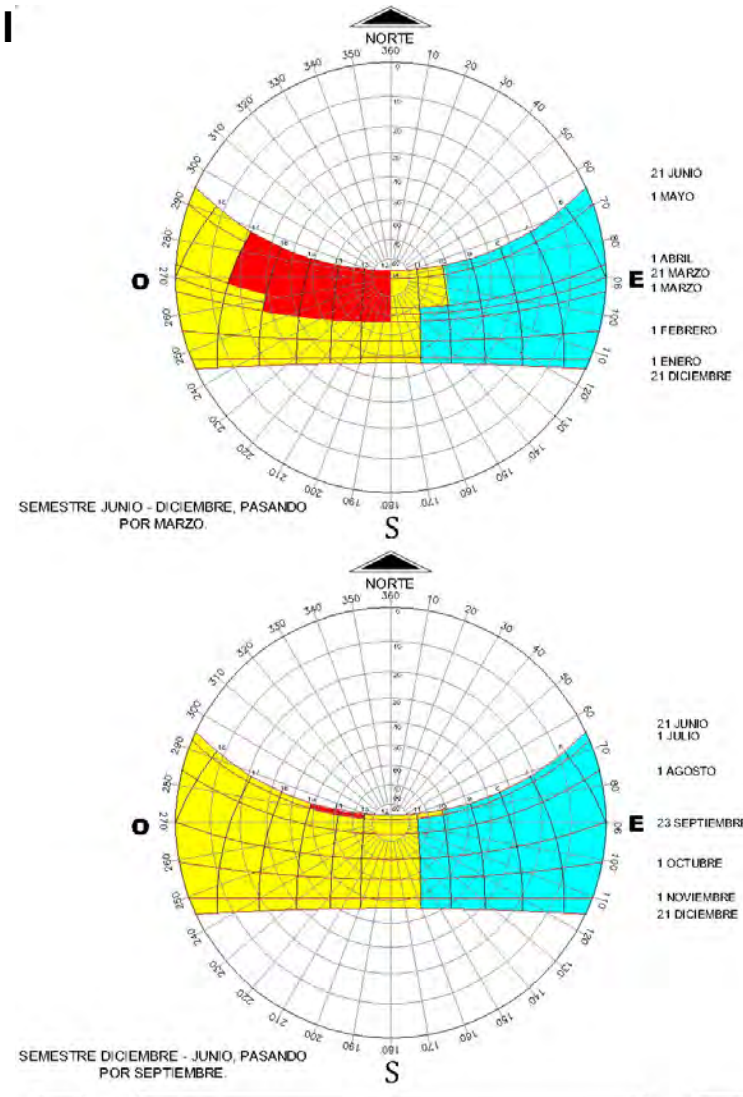 I
NORTE
360
350
10
340
20
330
30
320
40
310
50
300
60
290
70
280
80
270
90
260
100
250
110
240
120
230
130
220
140
210
150
200
160
190
170
180
O
E
S
21 JUNIO
1 MAYO
1 ABRIL
21 MARZO
1 MARZO
1 FEBRERO
1 ENERO
21 DICIEMBRE
SEMESTRE JUNIO - DICIEMBRE, PASANDO
POR MARZO.
NORTE
360
350
10
340
20
330
30
320
40
310
50
300
60
290
70
280
80
270
90
260
100
250
110
240
120
230
130
220
140
210
150
200
160
190
170
180
O
E
S
21 JUNIO
1 JULIO
1 AGOSTO
23 SEPTIEMBRE
1 OCTUBRE
1 NOVIEMBRE
21 DICIEMBRE
SEMESTRE DICIEMBRE - JUNIO, PASANDO
POR SEPTIEMBRE.